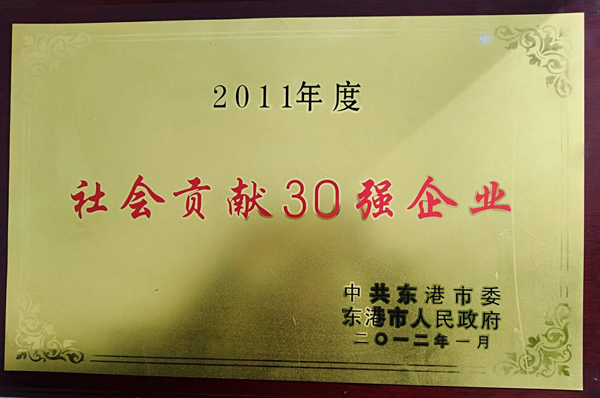 2011年度
社会贡献30强企业
中共东港市委
东港市人民政府
二〇一二年一月